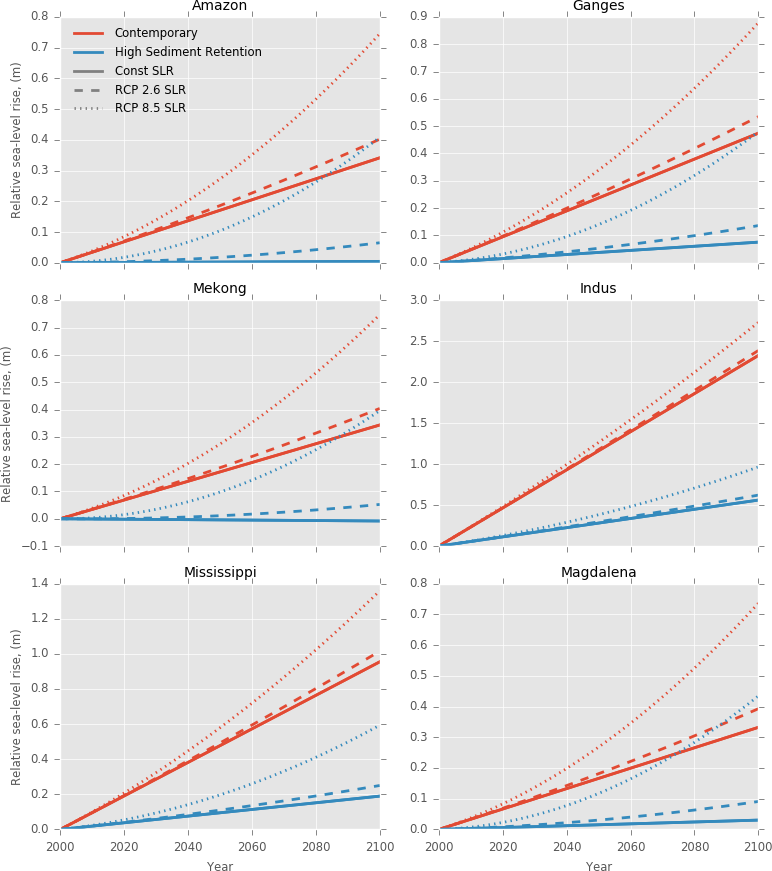 Amazon
Ganges
0.8
0.7
0.6
0.5
0.4
0.3
0.2
0.1
0.0
Relative sea-level rise, (m)
Contemporary
High Sediment Retention
Const SLR
RCP 2.6 SLR
RCP 8.5 SLR
0.9
0.8
0.7
0.6
0.5
0.4
0.3
0.2
0.1
0.0
Mekong
Indus
0.8
0.7
0.6
0.5
0.4
0.3
0.2
0.1
0.0
−0.1
Relative sea-level rise, (m)
3.0
2.5
2.0
1.5
1.0
0.5
0.0
Mississippi
Magdalena
1.4
1.2
1.0
0.8
0.6
0.4
0.2
0.0
Relative sea-level rise, (m)
2000 2020 2040 2060 2080 2100
Year
0.8
0.7
0.6
0.5
0.4
0.3
0.2
0.1
0.0
2000 2020 2040 2060 2080 2100
Year